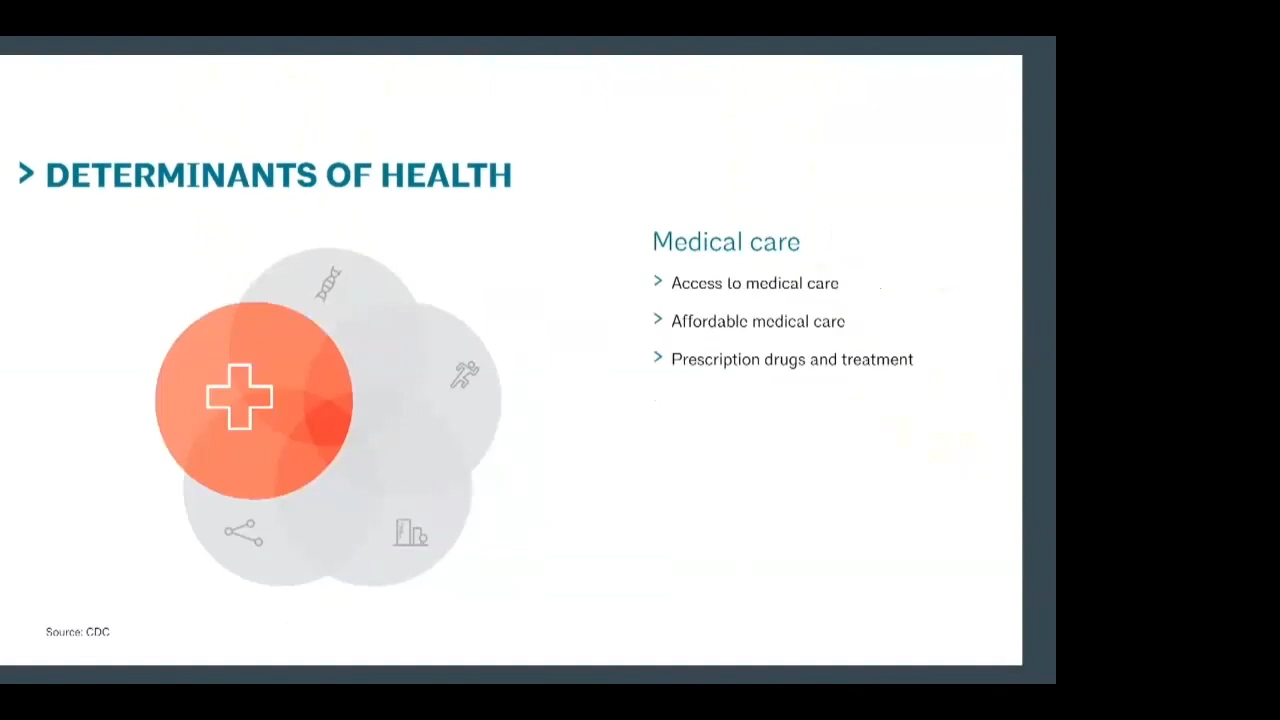 > DETERMINANTS OF HEALTH
Medical care
> Access to medical care
> Affordable medical care
> Prescription drugs and treatment
Source: CDC